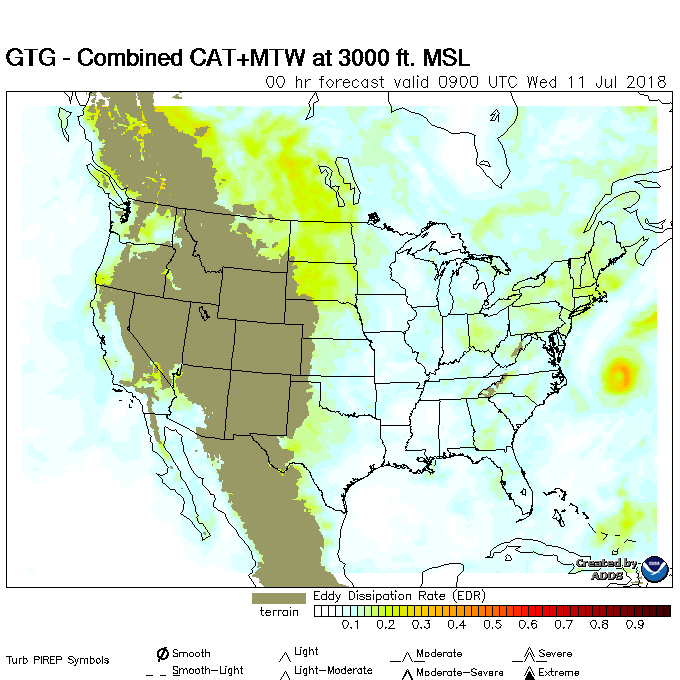 GTG - Combined CAT+MTW at 3000 ft. MSL
00 hr forecast valid 0900 UTC Wed 11 Jul 2018
Created by
ADDS
Eddy Dissipation Rate (EDR)
terrain
0.1 0.2 0.3 0.4 0.5 0.6 0.7 0.8 0.9
Turb PIREP Symbols
Smooth Light Moderate Severe
Smooth-Light Light-Moderate Moderate-Severe Extreme